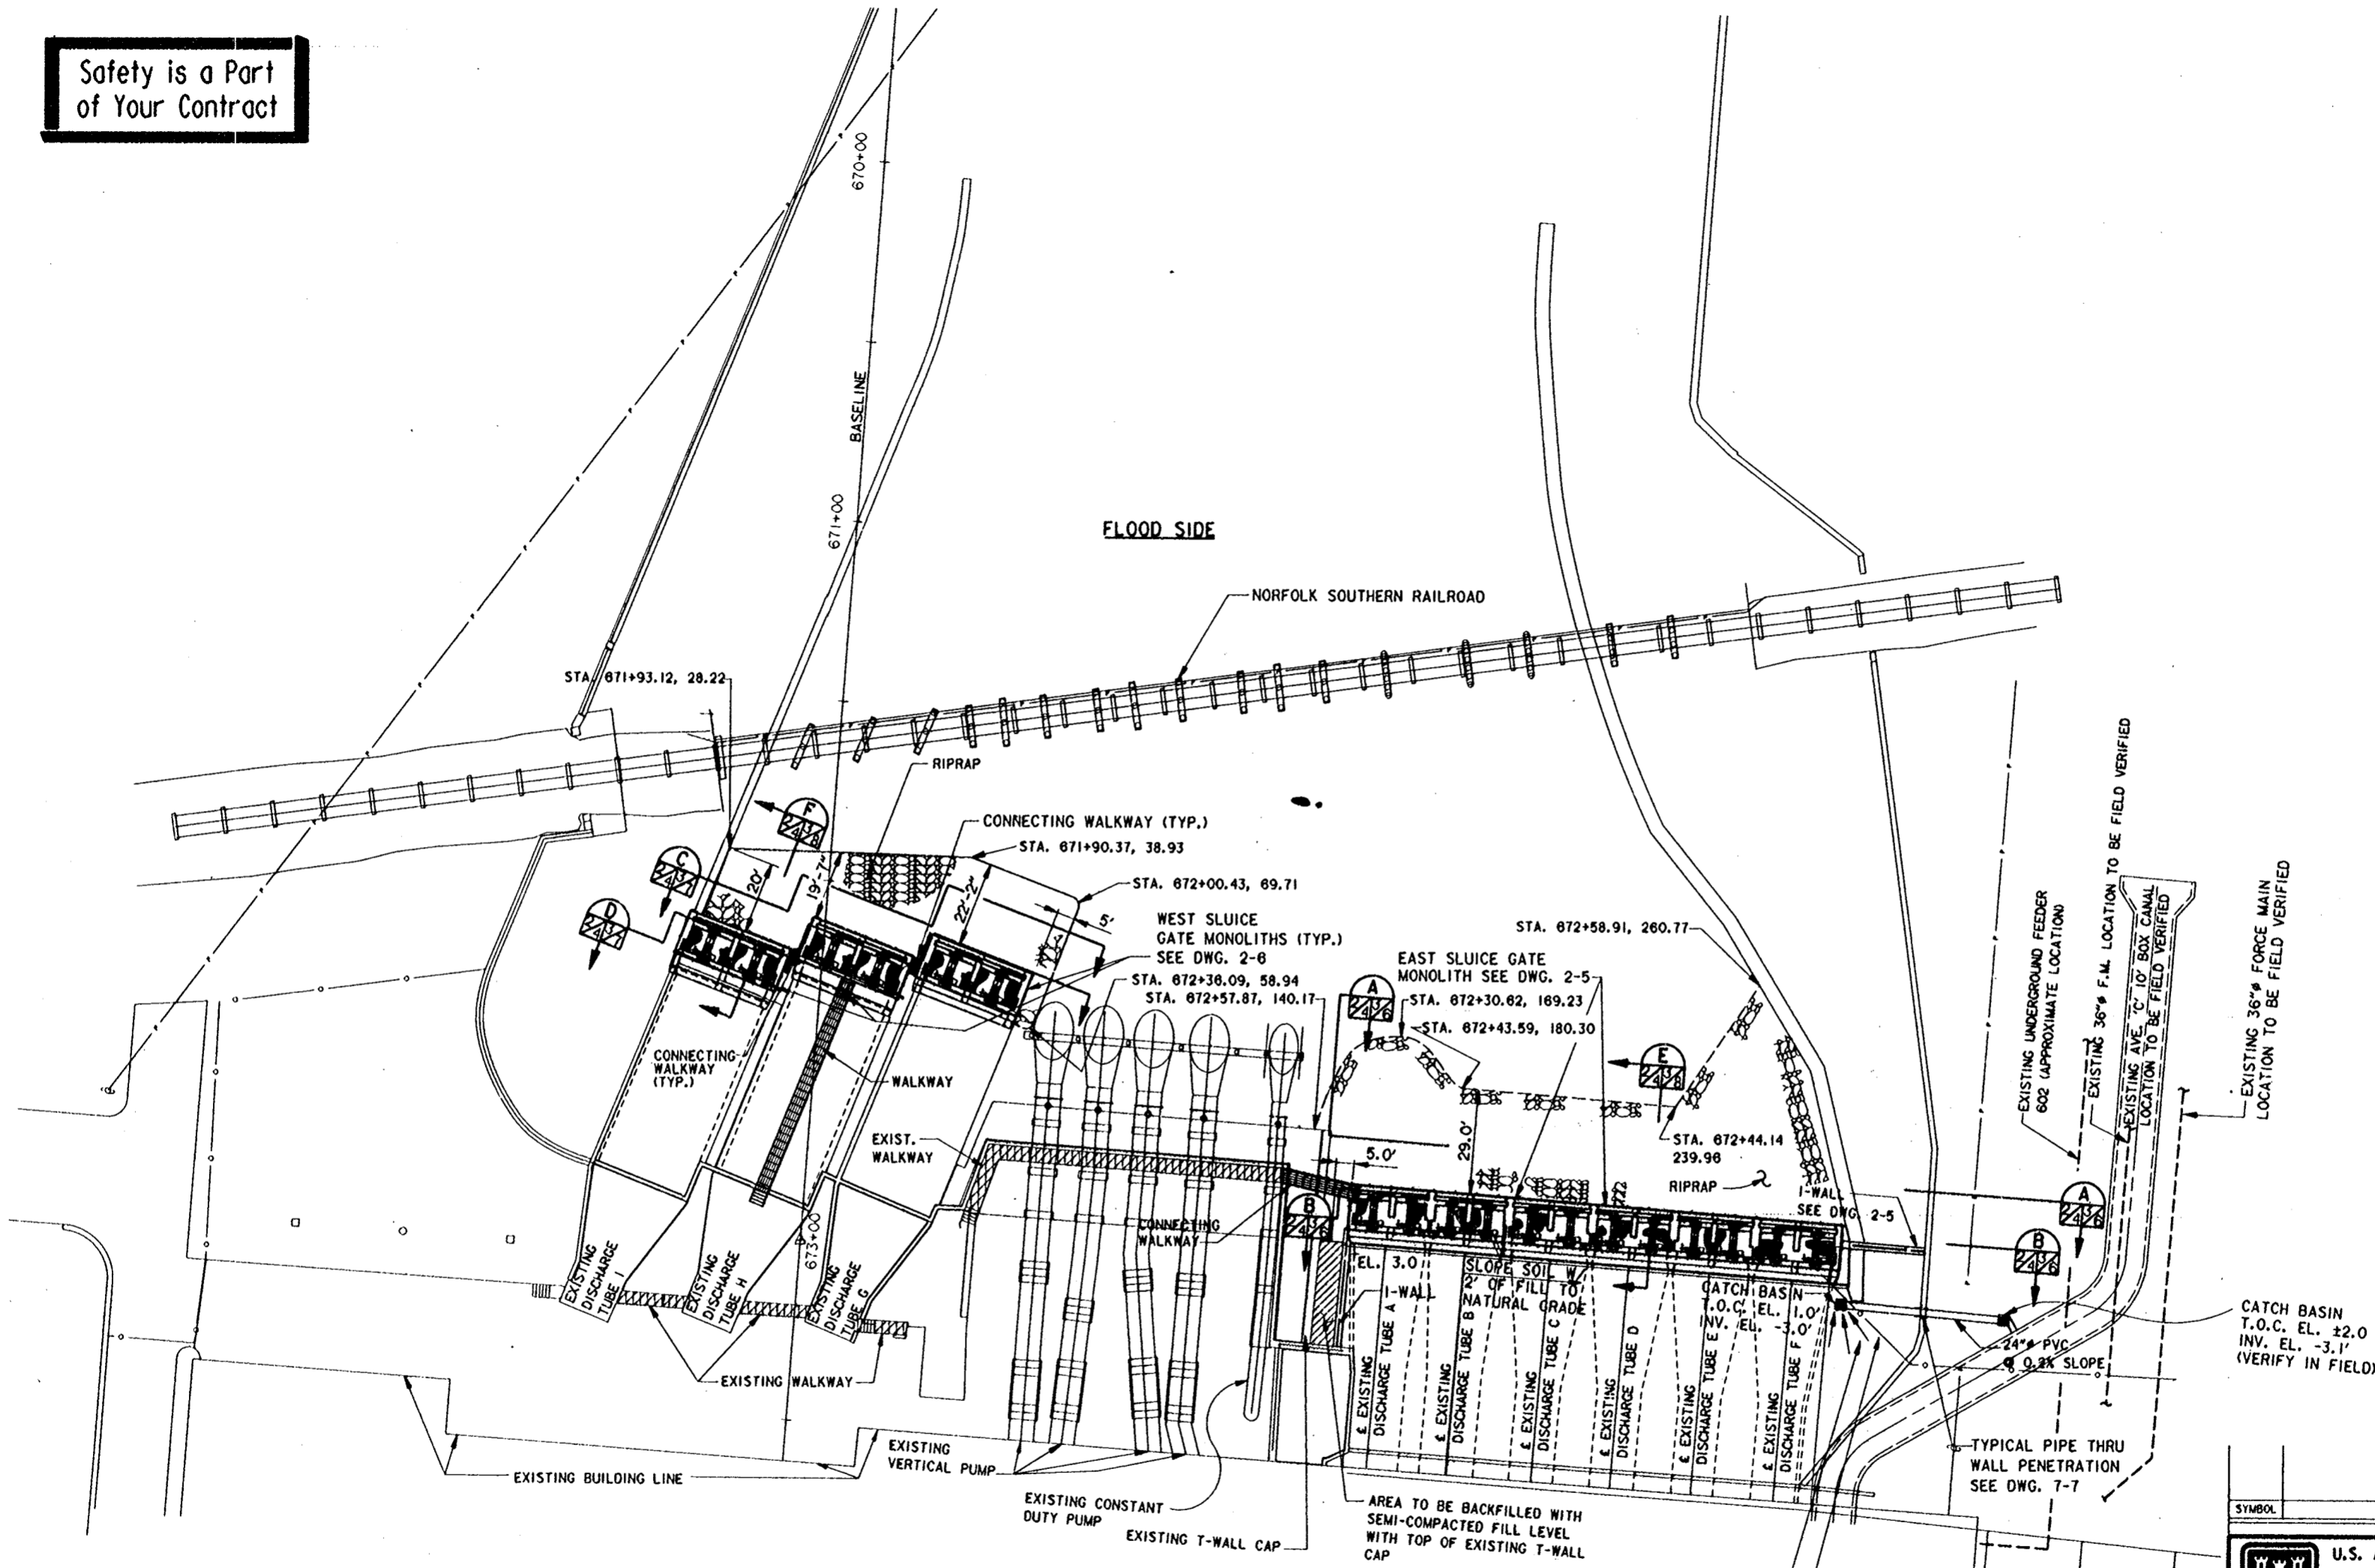 Safety is a Part
of Your Contract
670+00
BASELINE
671+00
FLOOD SIDE
NORFOLK SOUTHERN RAILROAD
STA. 671+93.12, 28.22
RIPRAP
CONNECTING WALKWAY (TYP.)
STA. 671+90.37, 38.93
STA. 672+00.43, 69.71
F
C
D
20'
19'-7"
22'-2"
5'
WEST SLUICE
GATE MONOLITHS (TYP.)
SEE DWG. 2-6
STA. 672+36.09, 58.94
STA. 672+57.87, 140.17
STA. 672+58.91, 260.77
EAST SLUICE GATE
MONOLITH SEE DWG. 2-5
A
STA. 672+30.62, 169.23
STA. 672+43.59, 180.30
E
STA. 672+44.14
239.96
RIPRAP
CONNECTING
WALKWAY
(TYP.)
WALKWAY
EXIST.
WALKWAY
5.0'
29.0'
I-WALL
SEE DWG. 2-5
EXISTING UNDERGROUND FEEDER
602 (APPROXIMATE LOCATION)
EXISTING 36"ø F.M. LOCATION TO BE FIELD VERIFIED
EXISTING AVE. 'C' 10' BOX CANAL
LOCATION TO BE FIELD VERIFIED
EXISTING 36"ø FORCE MAIN
LOCATION TO BE FIELD VERIFIED
A
B
B
CONNECTING
WALKWAY
673+00
EXISTING
DISCHARGE
TUBE I
EXISTING
DISCHARGE
TUBE H
EXISTING
DISCHARGE
TUBE G
EL. 3.0
I-WALL
SLOPE SOIL W/
2' OF FILL TO
NATURAL GRADE
CATCH BASIN
T.O.C. EL. 1.0'
INV. EL. -3.0'
24"ø PVC
@ 0.2% SLOPE
CATCH BASIN
T.O.C. EL. ±2.0
INV. EL. -3.1'
(VERIFY IN FIELD)
EXISTING WALKWAY
℄ EXISTING
DISCHARGE TUBE A
℄ EXISTING
DISCHARGE TUBE B
℄ EXISTING
DISCHARGE TUBE C
℄ EXISTING
DISCHARGE TUBE D
℄ EXISTING
DISCHARGE TUBE E
℄ EXISTING
DISCHARGE TUBE F
EXISTING BUILDING LINE
EXISTING
VERTICAL PUMP
EXISTING CONSTANT
DUTY PUMP
EXISTING T-WALL CAP
AREA TO BE BACKFILLED WITH
SEMI-COMPACTED FILL LEVEL
WITH TOP OF EXISTING T-WALL
CAP
TYPICAL PIPE THRU
WALL PENETRATION
SEE DWG. 7-7
SYMBOL
U.S.